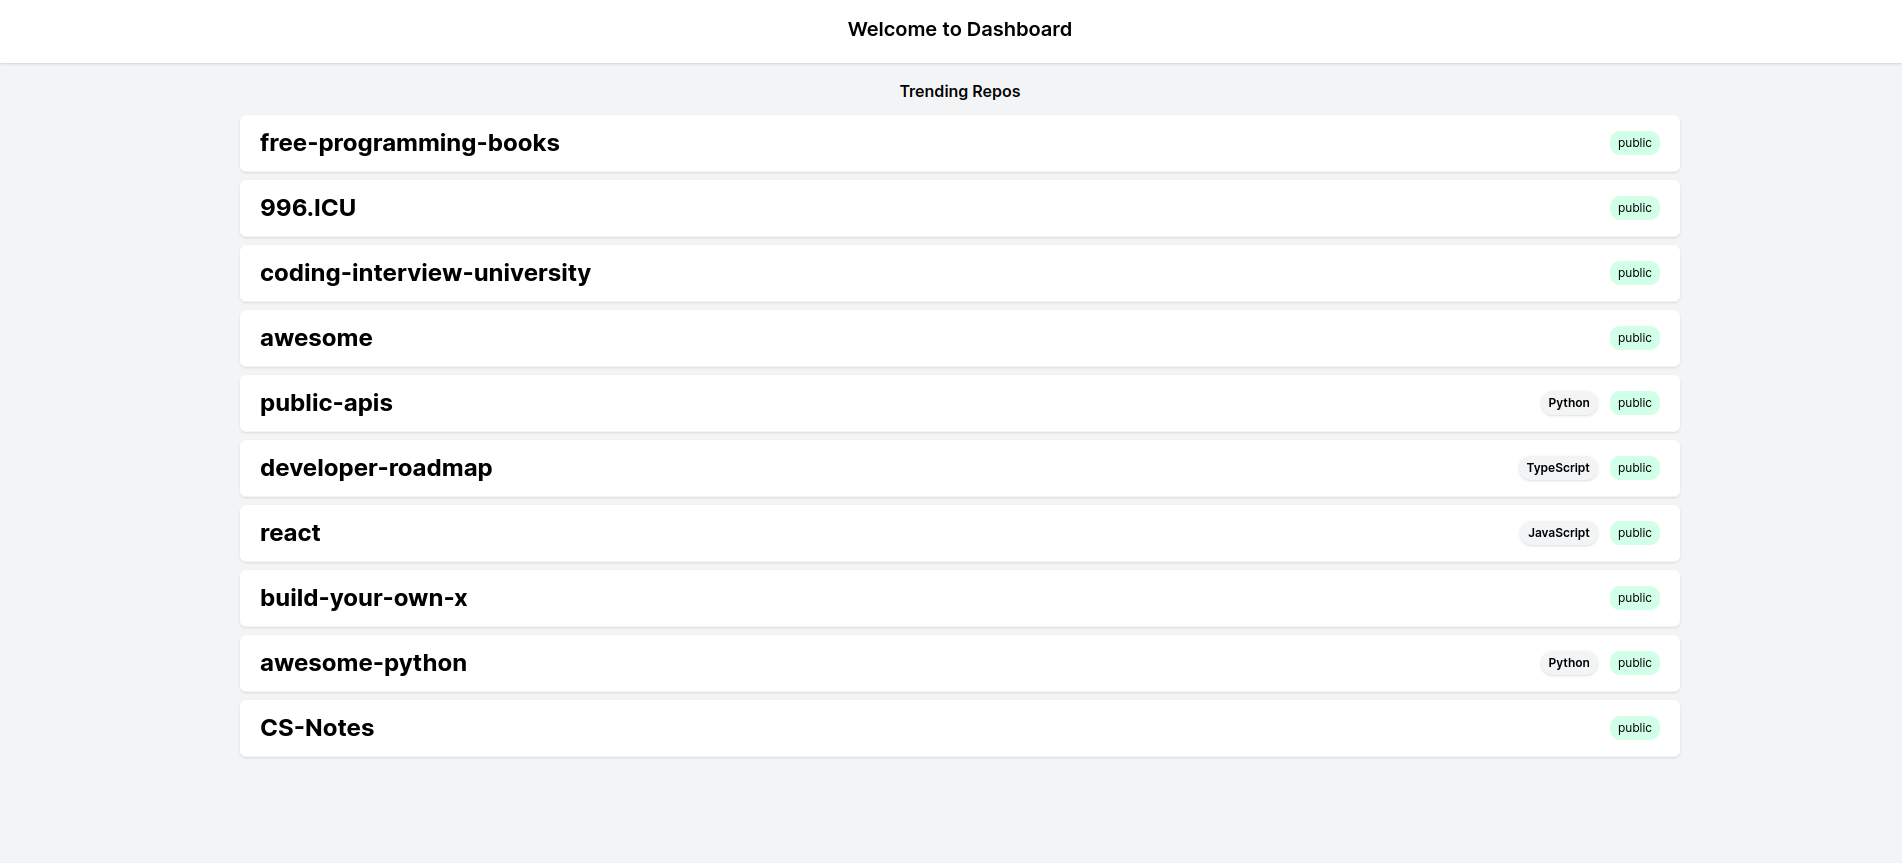 Welcome to Dashboard
Trending Repos
free-programming-books public
996.ICU public
coding-interview-university public
awesome public
public-apis Python public
developer-roadmap TypeScript public
react JavaScript public
build-your-own-x public
awesome-python Python public
CS-Notes public